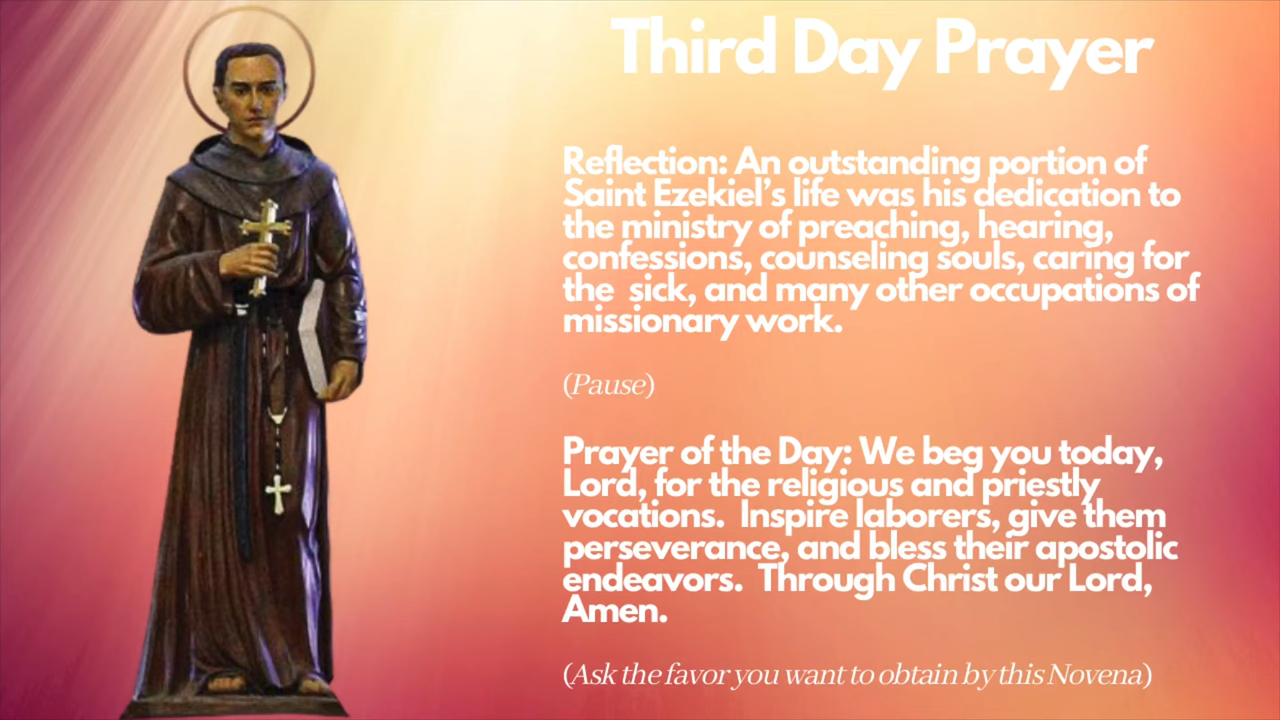 Third Day Prayer
Reflection: An outstanding portion of
Saint Ezekiel’s life was his dedication to
the ministry of preaching, hearing,
confessions, counseling souls, caring for
the  sick, and many other occupations of
missionary work.
(Pause)
Prayer of the Day: We beg you today,
Lord, for the religious and priestly
vocations.  Inspire laborers, give them
perseverance, and bless their apostolic
endeavors.  Through Christ our Lord,
Amen.
(Ask the favor you want to obtain by this Novena)